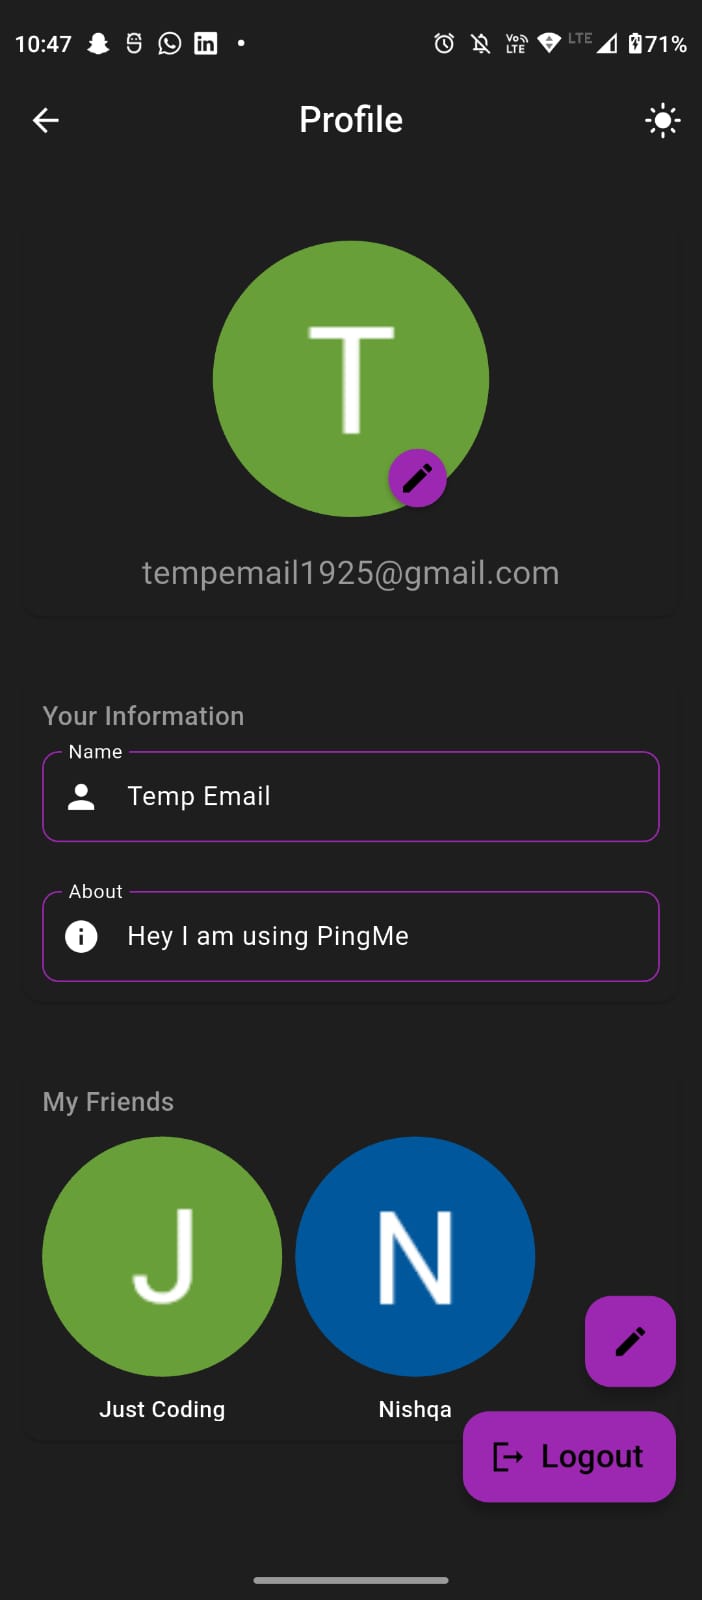 10:47
Vo LTE LTE 71%
Profile
T
tempemail1925@gmail.com
Your Information
Name
Temp Email
About
Hey I am using PingMe
My Friends
J N
Just Coding Nishqa
Logout